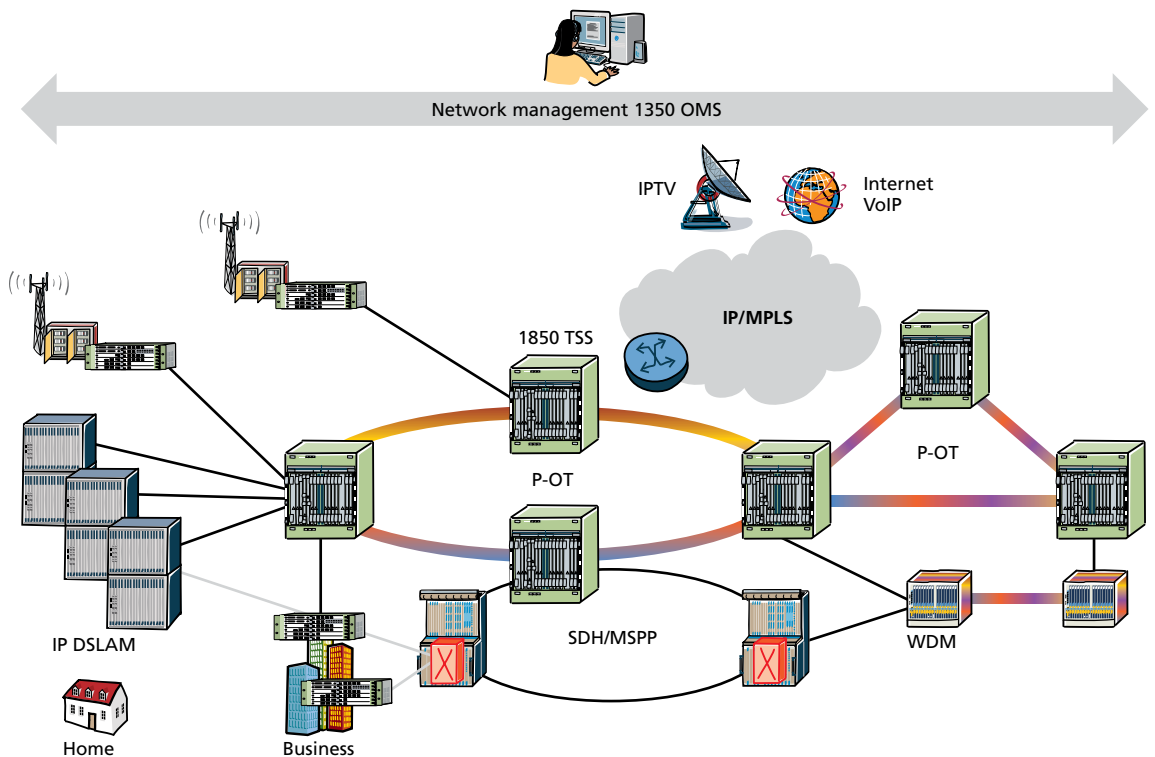 Network management 1350 OMS
IPTV
Internet
VoIP
IP/MPLS
1850 TSS
P-OT
P-OT
IP DSLAM
SDH/MSPP
WDM
Home
Business